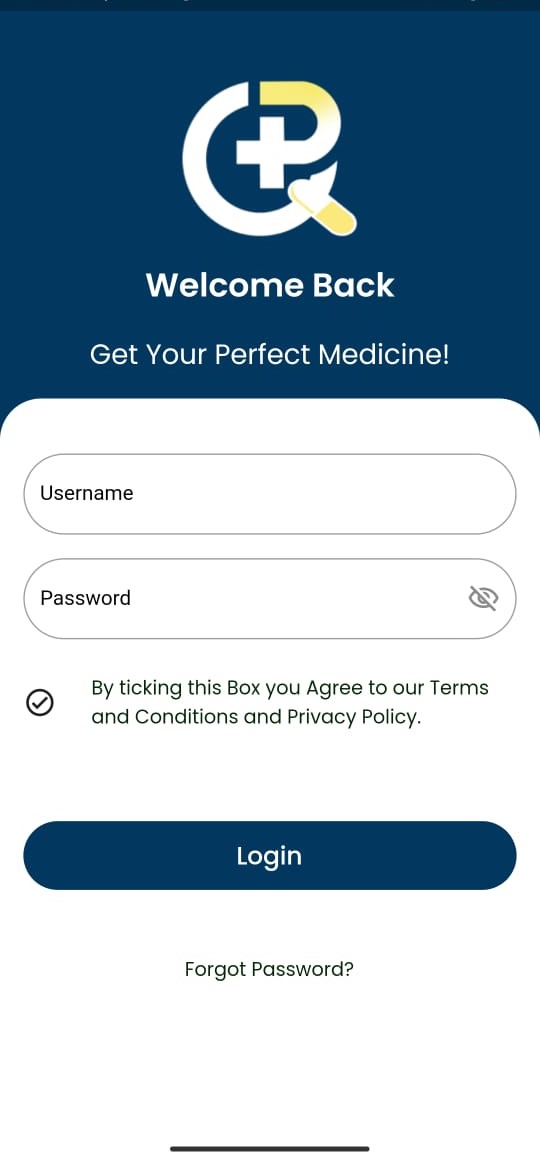 Welcome Back
Get Your Perfect Medicine!
Username
Password
By ticking this Box you Agree to our Terms
and Conditions and Privacy Policy.
Login
Forgot Password?